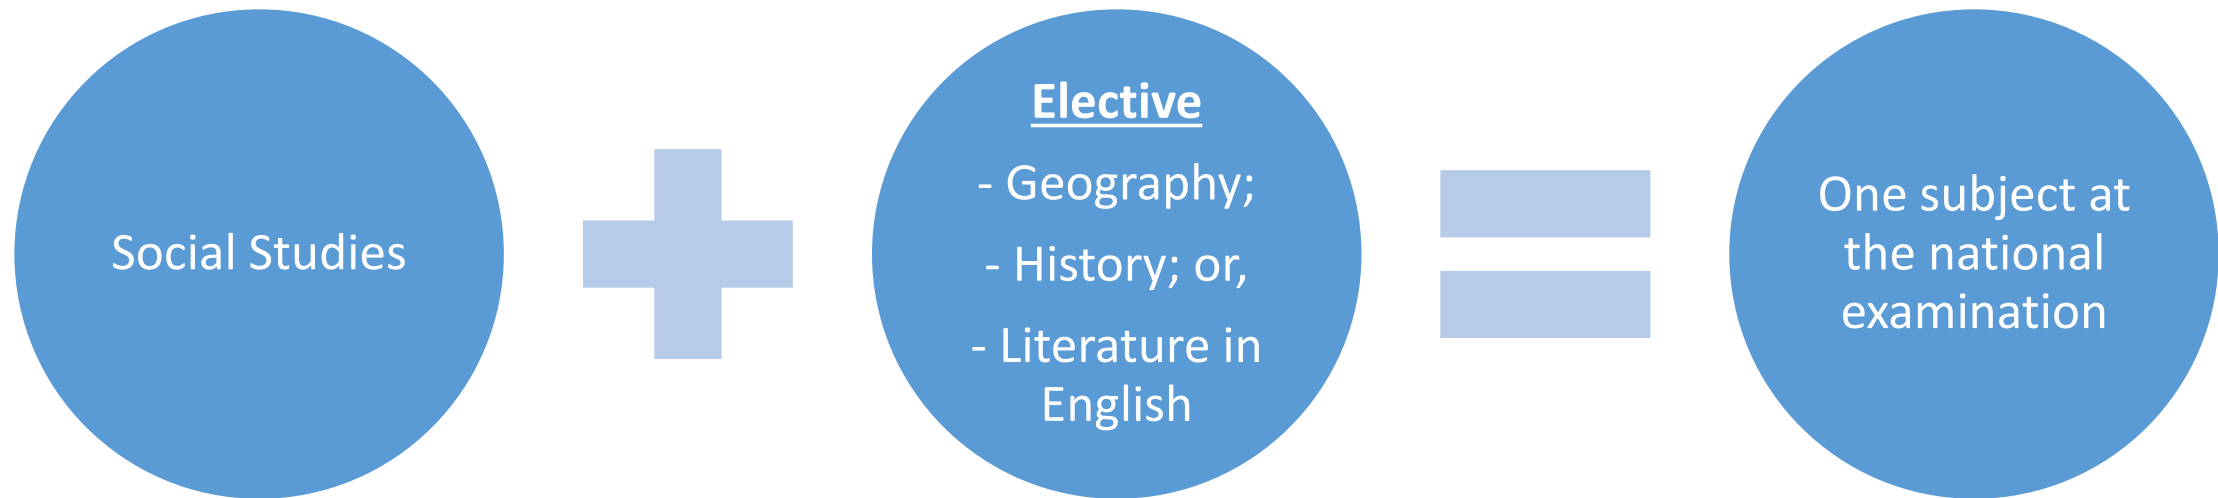 Social Studies
Elective
- Geography;
- History; or,
- Literature in
English
One subject at
the national
examination